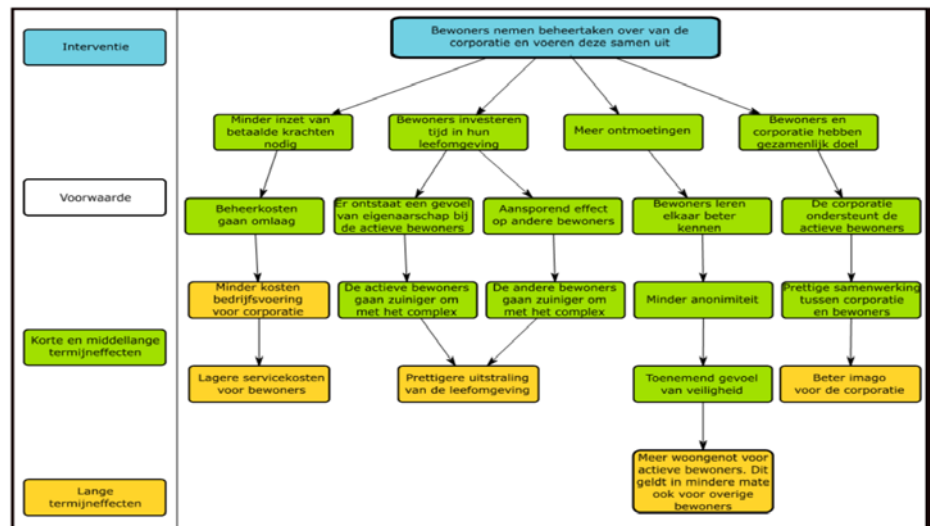 Interventie
Bewoners nemen beheertaken over van de
corporatie en voeren deze samen uit
Minder inzet van
betaalde krachten
nodig
Bewoners investeren
tijd in hun
leefomgeving
Meer ontmoetingen
Bewoners en
corporatie hebben
gezamenlijk doel
Voorwaarde
Beheerkosten
gaan omlaag
Er ontstaat een gevoel
van eigenaarschap bij
de actieve bewoners
Aansporend effect
op andere bewoners
Bewoners leren
elkaar beter
kennen
De corporatie
ondersteunt de
actieve bewoners
Minder kosten
bedrijfsvoering
voor corporatie
De actieve bewoners
gaan zuiniger om
met het complex
De andere bewoners
gaan zuiniger om
met het complex
Minder anonimiteit
Prettige samenwerking
tussen corporatie
en bewoners
Korte en middellange
termijneffecten
Lagere servicekosten
voor bewoners
Prettigere uitstraling
van de leefomgeving
Toenemend gevoel
van veiligheid
Beter imago
voor de corporatie
Lange
termijneffecten
Meer woongenot voor
actieve bewoners. Dit
geldt in mindere mate
ook voor overige
bewoners